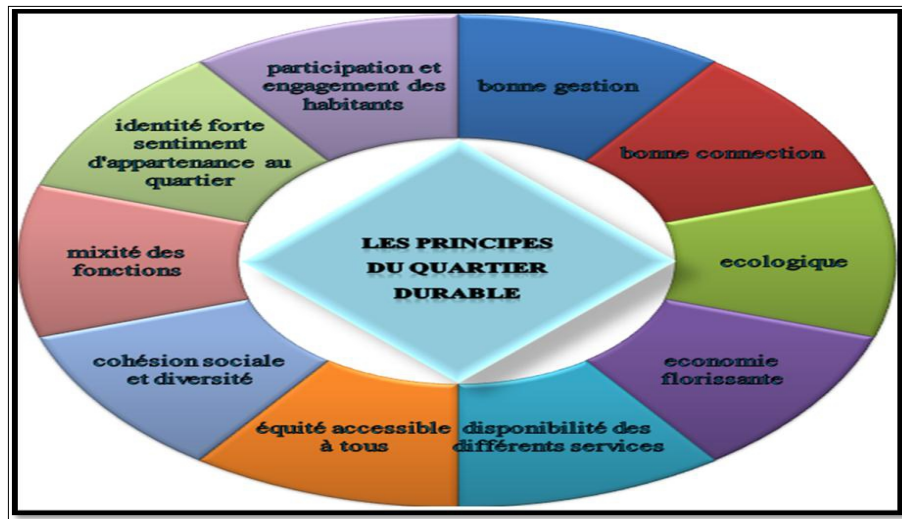 LES PRINCIPES
DU QUARTIER
DURABLE
bonne gestion
bonne connection
ecologique
economie
florissante
disponibilité des
différents services
équité accessible
à tous
cohésion sociale
et diversité
mixité des
fonctions
identité forte
sentiment
d'appartenance au
quartier
participation et
engagement des
habitants